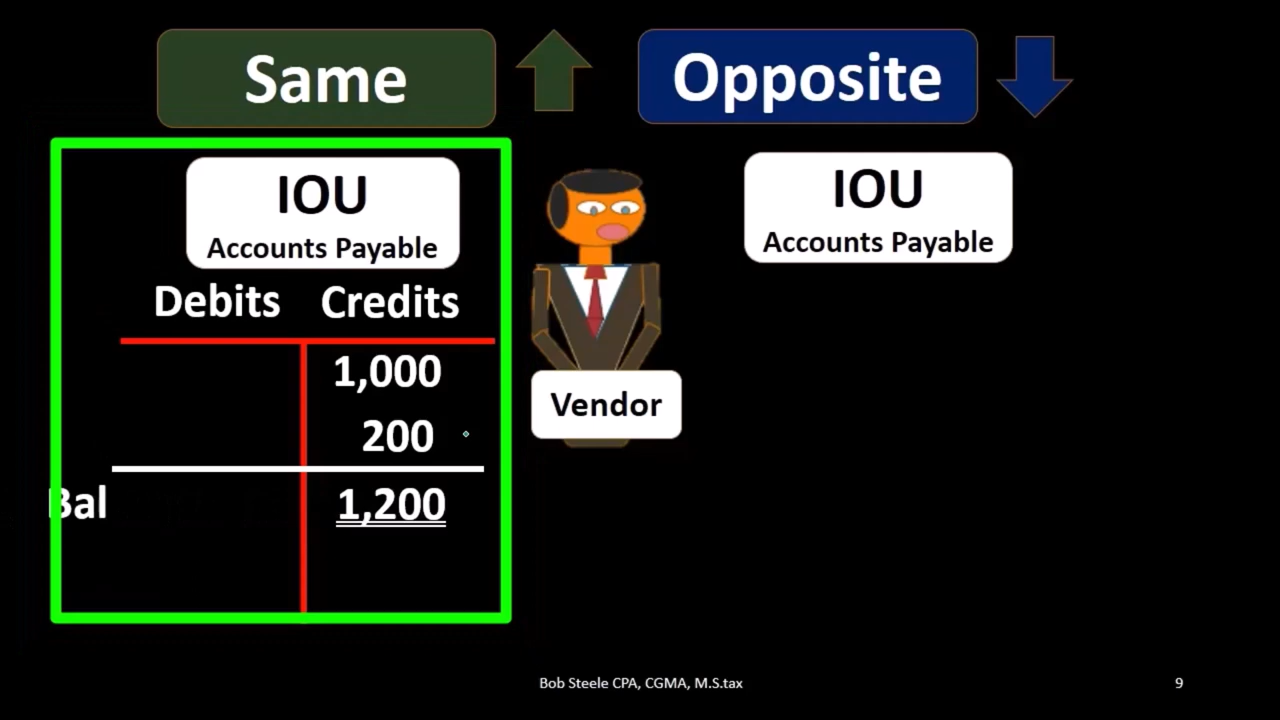 Same
Opposite
IOU
Accounts Payable
IOU
Accounts Payable
Debits Credits
1,000
Vendor
200
Bal 1,200
Bob Steele CPA, CGMA, M.S.tax
9